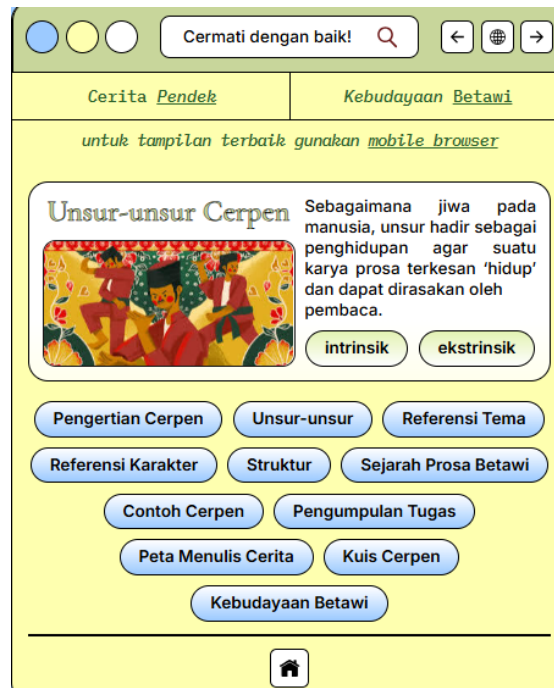 Cermati dengan baik!
Cerita Pendek
Kebudayaan Betawi
untuk tampilan terbaik gunakan mobile browser
Unsur-unsur Cerpen
Sebagaimana jiwa pada
manusia, unsur hadir sebagai
penghidupan agar suatu
karya prosa terkesan ‘hidup’
dan dapat dirasakan oleh
pembaca.
intrinsik
ekstrinsik
Pengertian Cerpen
Unsur-unsur
Referensi Tema
Referensi Karakter
Struktur
Sejarah Prosa Betawi
Contoh Cerpen
Pengumpulan Tugas
Peta Menulis Cerita
Kuis Cerpen
Kebudayaan Betawi